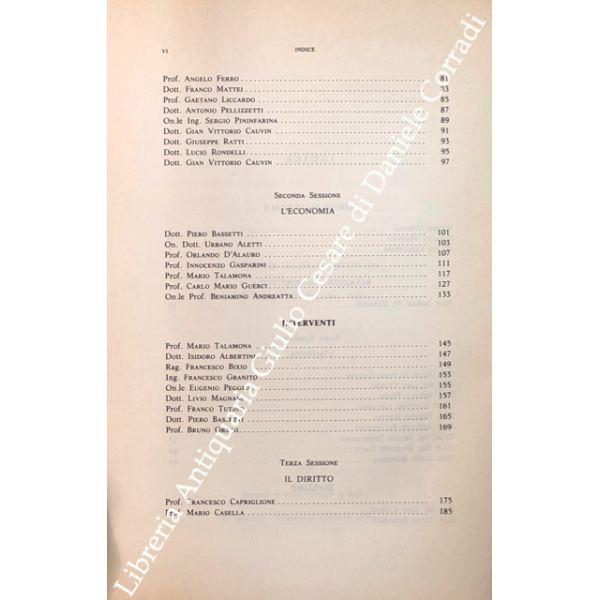 VI INDICE
Prof. Angelo Ferro 81
Dott. Franco Mattei 83
Prof. Gaetano Liccardo 85
Dott. Antonio Pellizzetti 87
On.le Ing. Sergio Pininfarina 89
Dott. Gian Vittorio Cauvin 91
Dott. Giuseppe Ratti 93
Dott. Lucio Rondelli 95
Dott. Gian Vittorio Cauvin 97
Seconda Sessione
L'ECONOMIA
Dott. Piero Bassetti 101
On. Dott. Urbano Aletti 103
Prof. Orlando D'Alauro 107
Prof. Innocenzo Gasparini 111
Prof. Mario Talamona 117
Prof. Carlo Mario Guerci 127
On.le Prof. Beniamino Andreatta 133
INTERVENTI
Prof. Mario Talamona 145
Dott. Isidoro Albertini 147
Rag. Francesco Bixio 149
Ing. Francesco Granito 153
On.le Eugenio Peggio 155
Dott. Livio Magnani 157
Prof. Franco 161
Dott. Piero Bassetti 165
Prof. Bruno 169
Terza Sessione
IL DIRITTO
Prof. Francesco Capriglione 175
Prof. Mario Casella 185
Libreria Antiquaria Giulio Cesare di Daniele Corradi